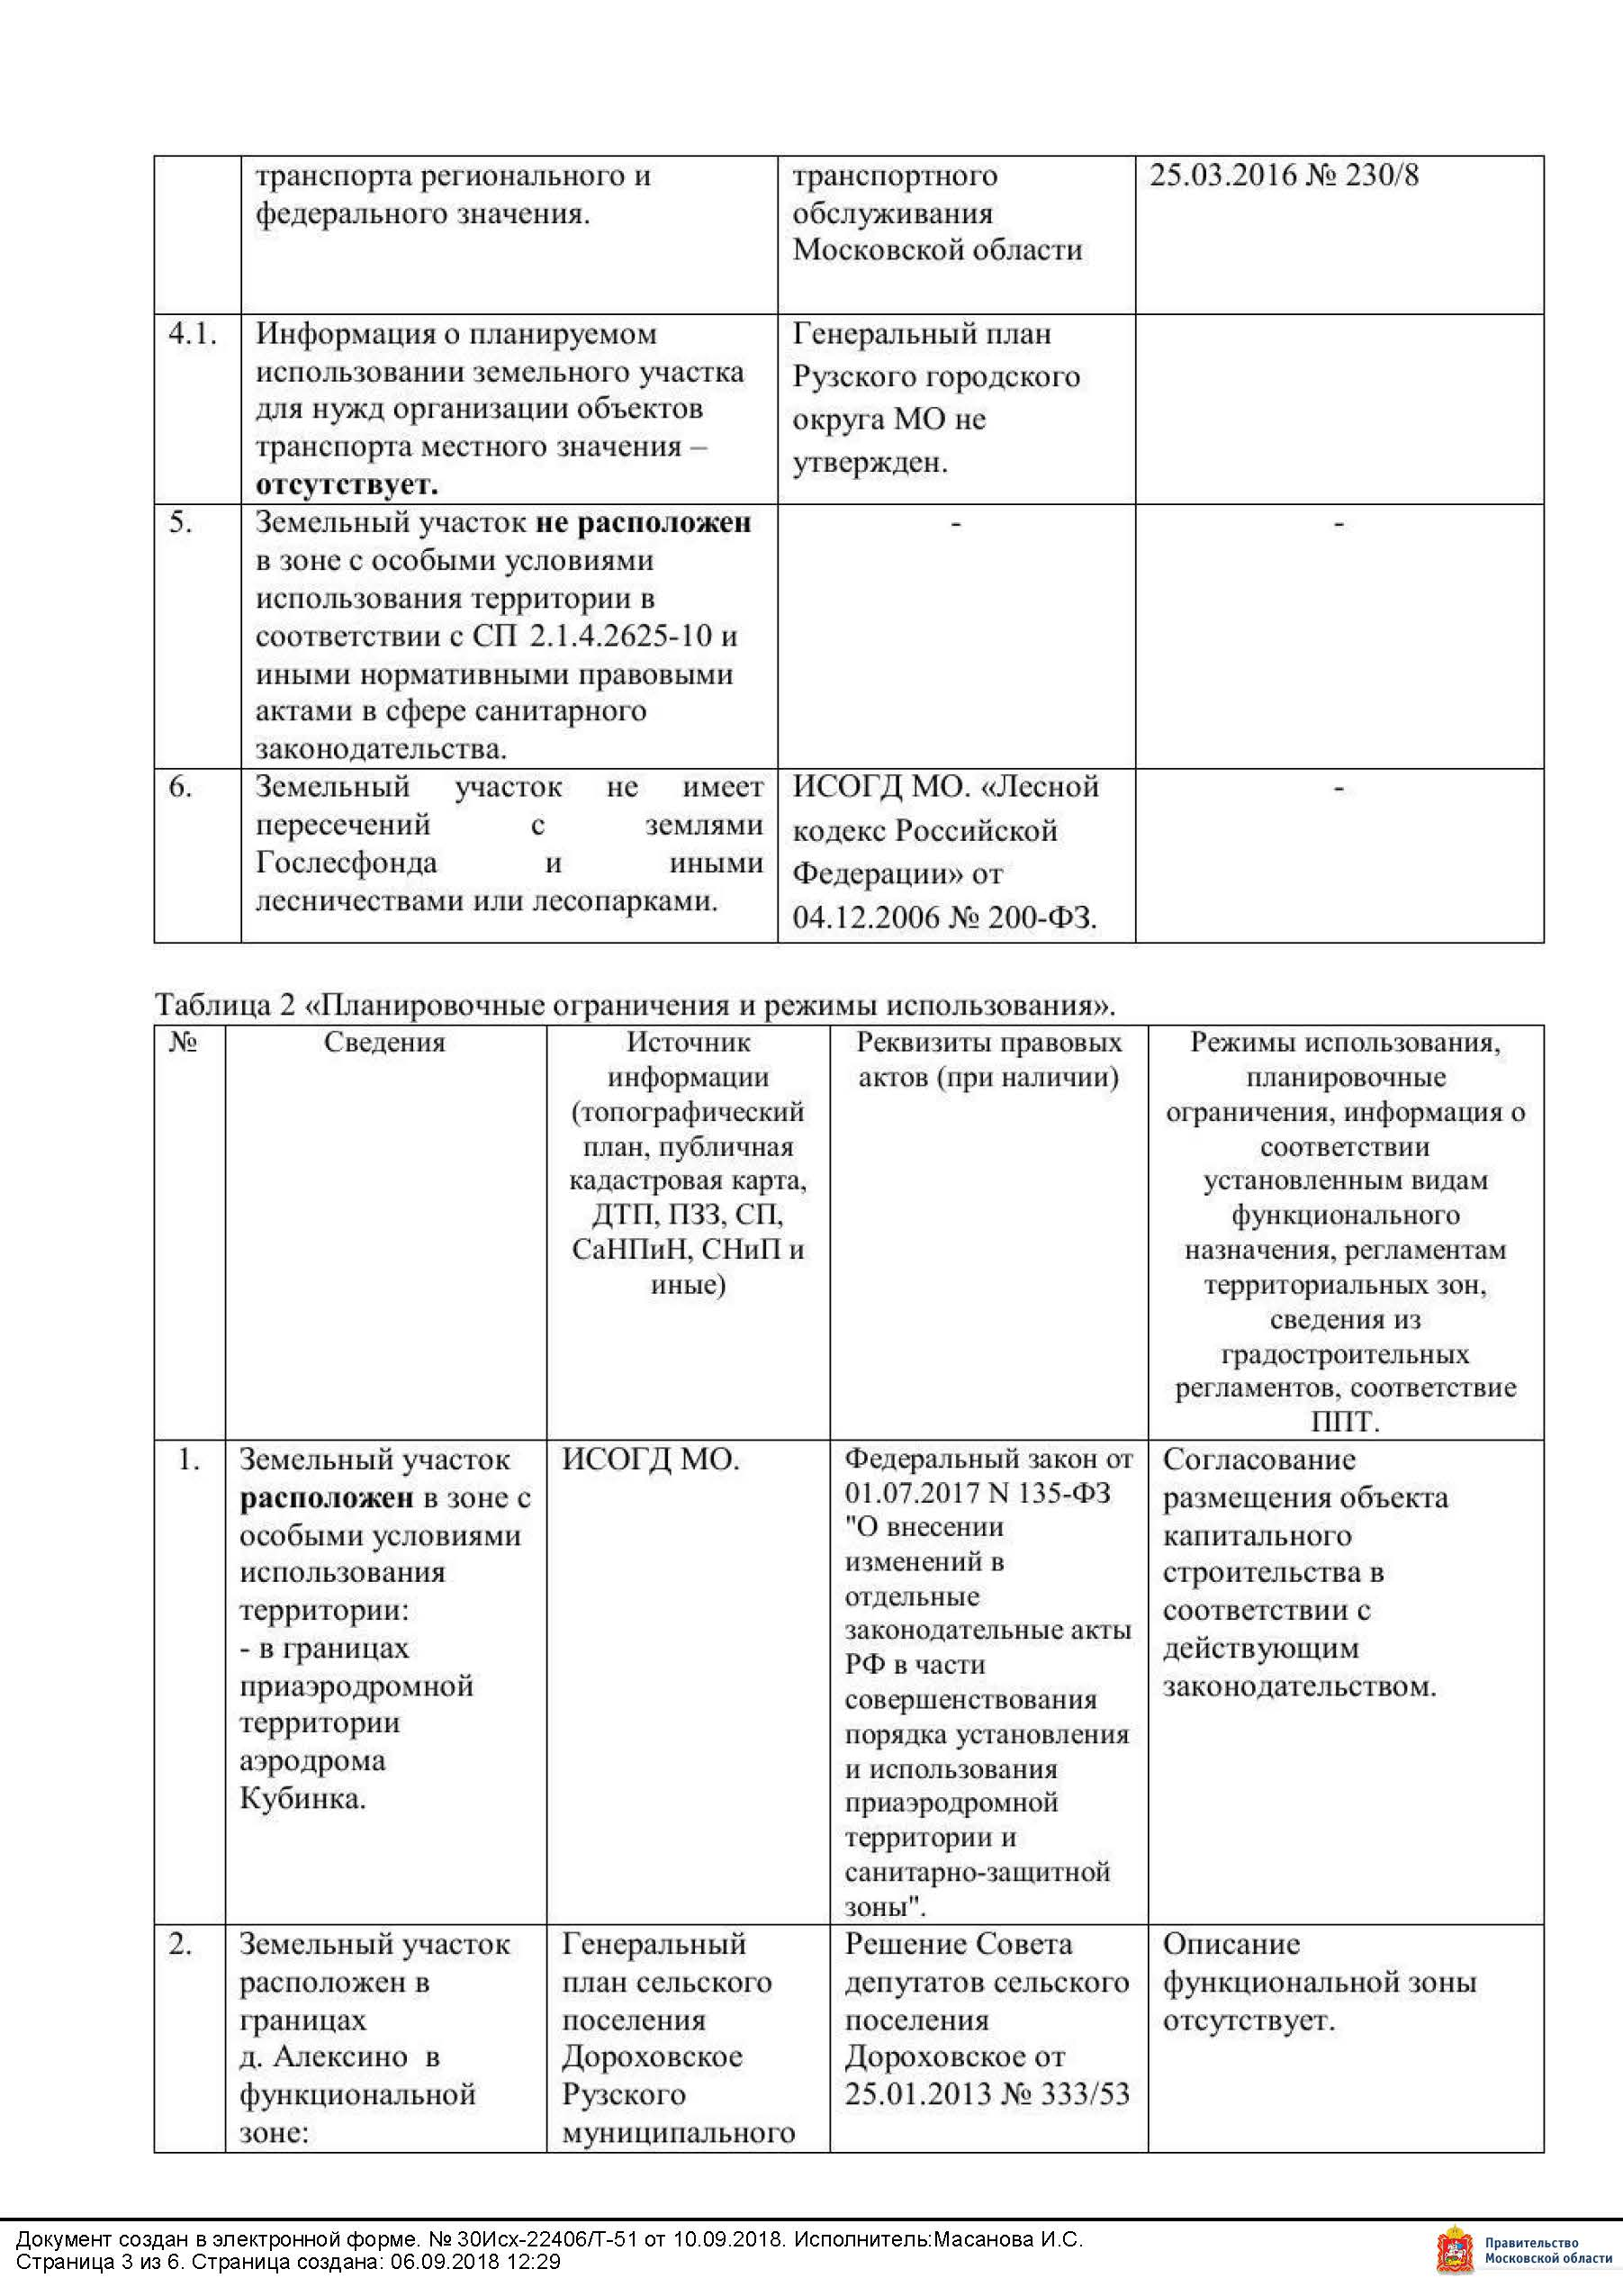 транспорта регионального и
федерального значения.
транспортного
обслуживания
Московской области
25.03.2016 № 230/8
4.1.
Информация о планируемом
использовании земельного участка
для нужд организации объектов
транспорта местного значения –
отсутствует.
Генеральный план
Рузского городского
округа МО не
утвержден.
5.
Земельный участок не расположен
в зоне с особыми условиями
использования территории в
соответствии с СП 2.1.4.2625-10 и
иными нормативными правовыми
актами в сфере санитарного
законодательства.
-
-
6.
Земельный участок не имеет
пересечений с землями
Гослесфонда и иными
лесничествами или лесопарками.
ИСОГД МО. «Лесной
кодекс Российской
Федерации» от
04.12.2006 № 200-ФЗ.
-
Таблица 2 «Планировочные ограничения и режимы использования».
№
Сведения
Источник
информации
(топографический
план, публичная
кадастровая карта,
ДТП, ПЗЗ, СП,
СаНПиН, СНиП и
иные)
Реквизиты правовых
актов (при наличии)
Режимы использования,
планировочные
ограничения, информация о
соответствии
установленным видам
функционального
назначения, регламентам
территориальных зон,
сведения из
градостроительных
регламентов, соответствие
ППТ.
1.
Земельный участок
расположен в зоне с
особыми условиями
использования
территории:
- в границах
приаэродромной
территории
аэродрома
Кубинка.
ИСОГД МО.
Федеральный закон от
01.07.2017 N 135-ФЗ
"О внесении
изменений в
отдельные
законодательные акты
РФ в части
совершенствования
порядка установления
и использования
приаэродромной
территории и
санитарно-защитной
зоны".
Согласование
размещения объекта
капитального
строительства в
соответствии с
действующим
законодательством.
2.
Земельный участок
расположен в
границах
д. Алексино в
функциональной
зоне:
Генеральный
план сельского
поселения
Дороховское
Рузского
муниципального
Решение Совета
депутатов сельского
поселения
Дороховское от
25.01.2013 № 333/53
Описание
функциональной зоны
отсутствует.
Документ создан в электронной форме. № 30Исх-22406/Т-51 от 10.09.2018. Исполнитель:Масанова И.С.
Страница 3 из 6. Страница создана: 06.09.2018 12:29
Правительство
Московской области